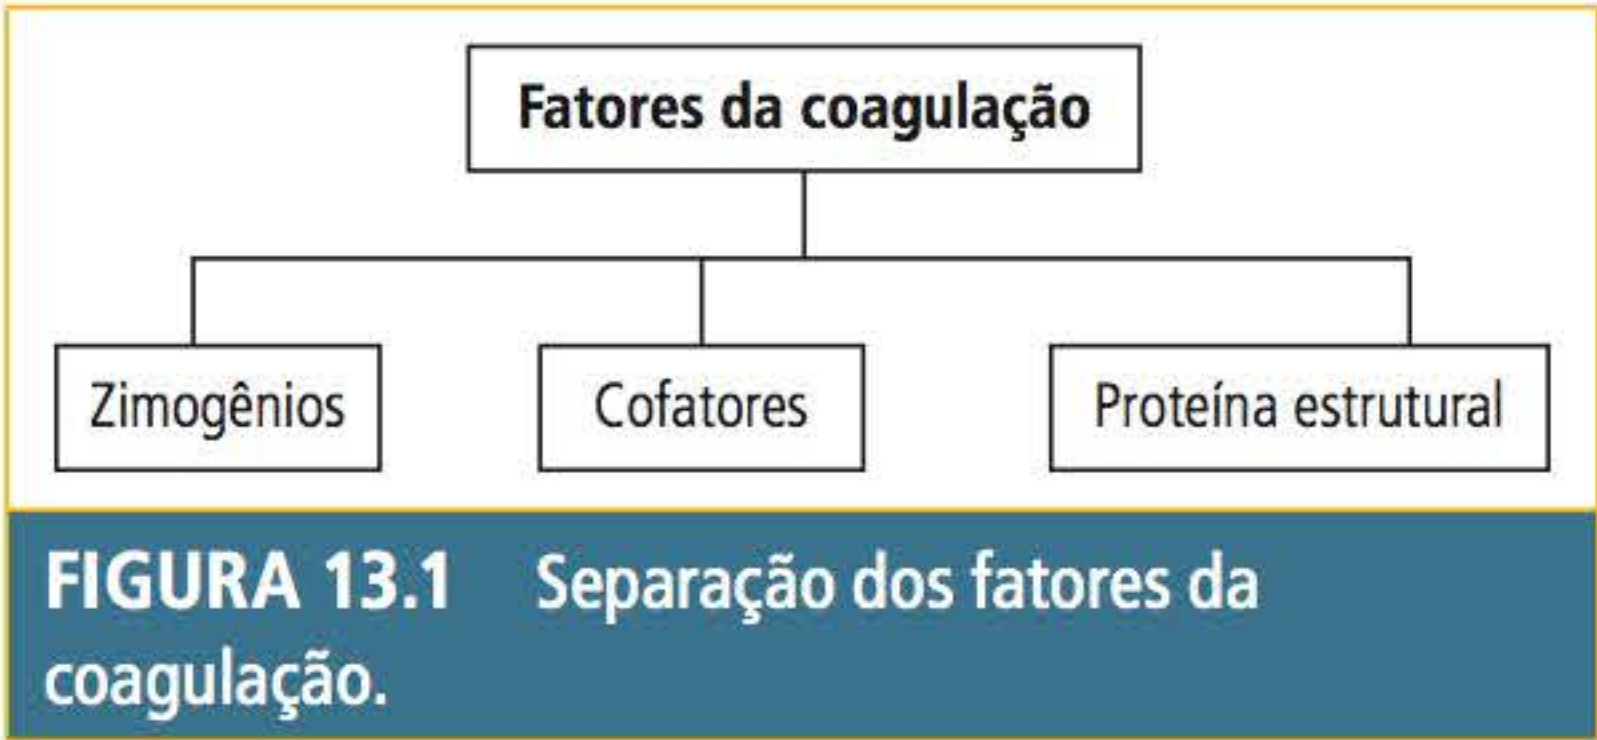 Fatores da coagulação
Zimogênios
Cofatores
Proteína estrutural
FIGURA 13.1 Separação dos fatores da
coagulação.